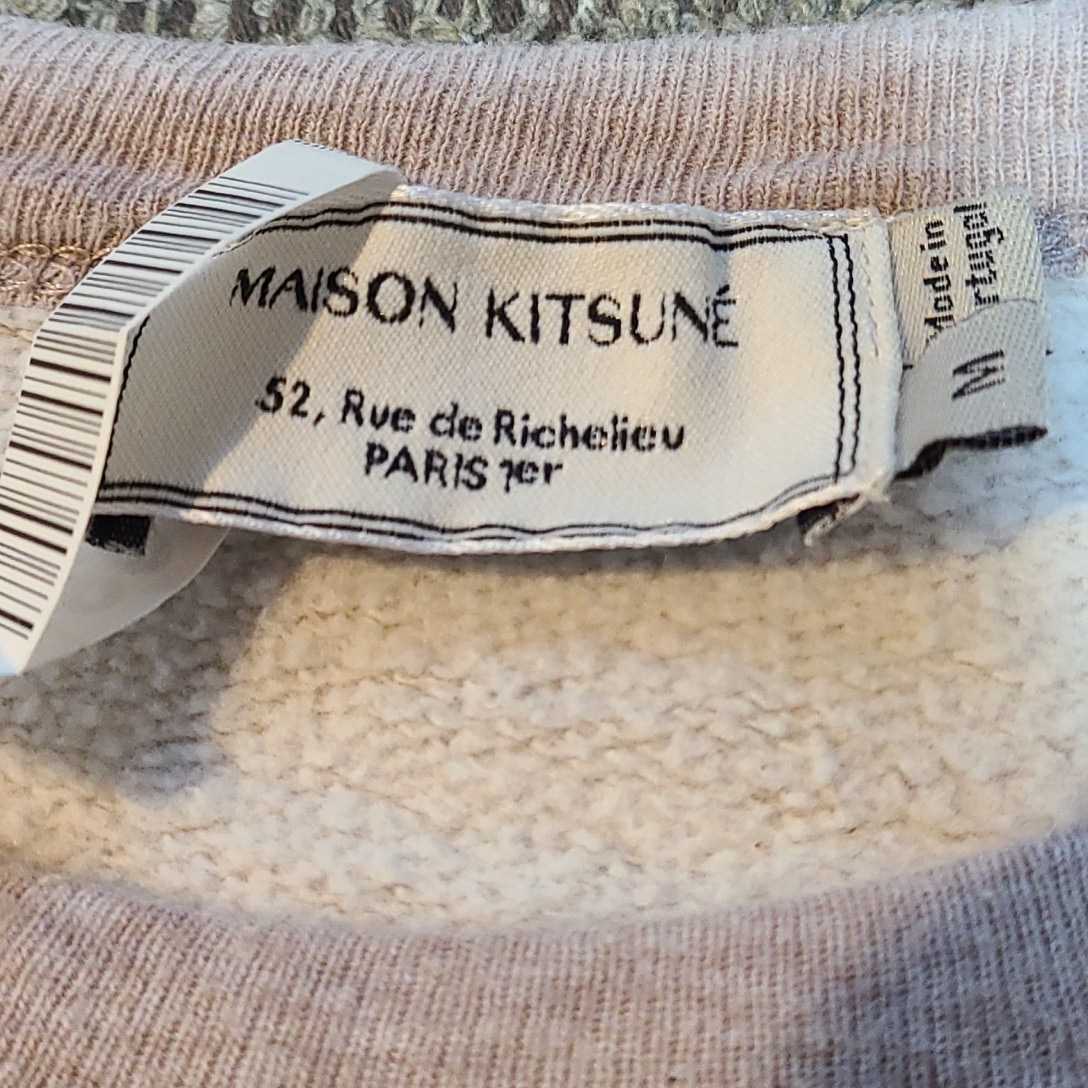 MAISON KITSUNÉ
52, Rue de Richelieu
PARIS 1er
Made in
M